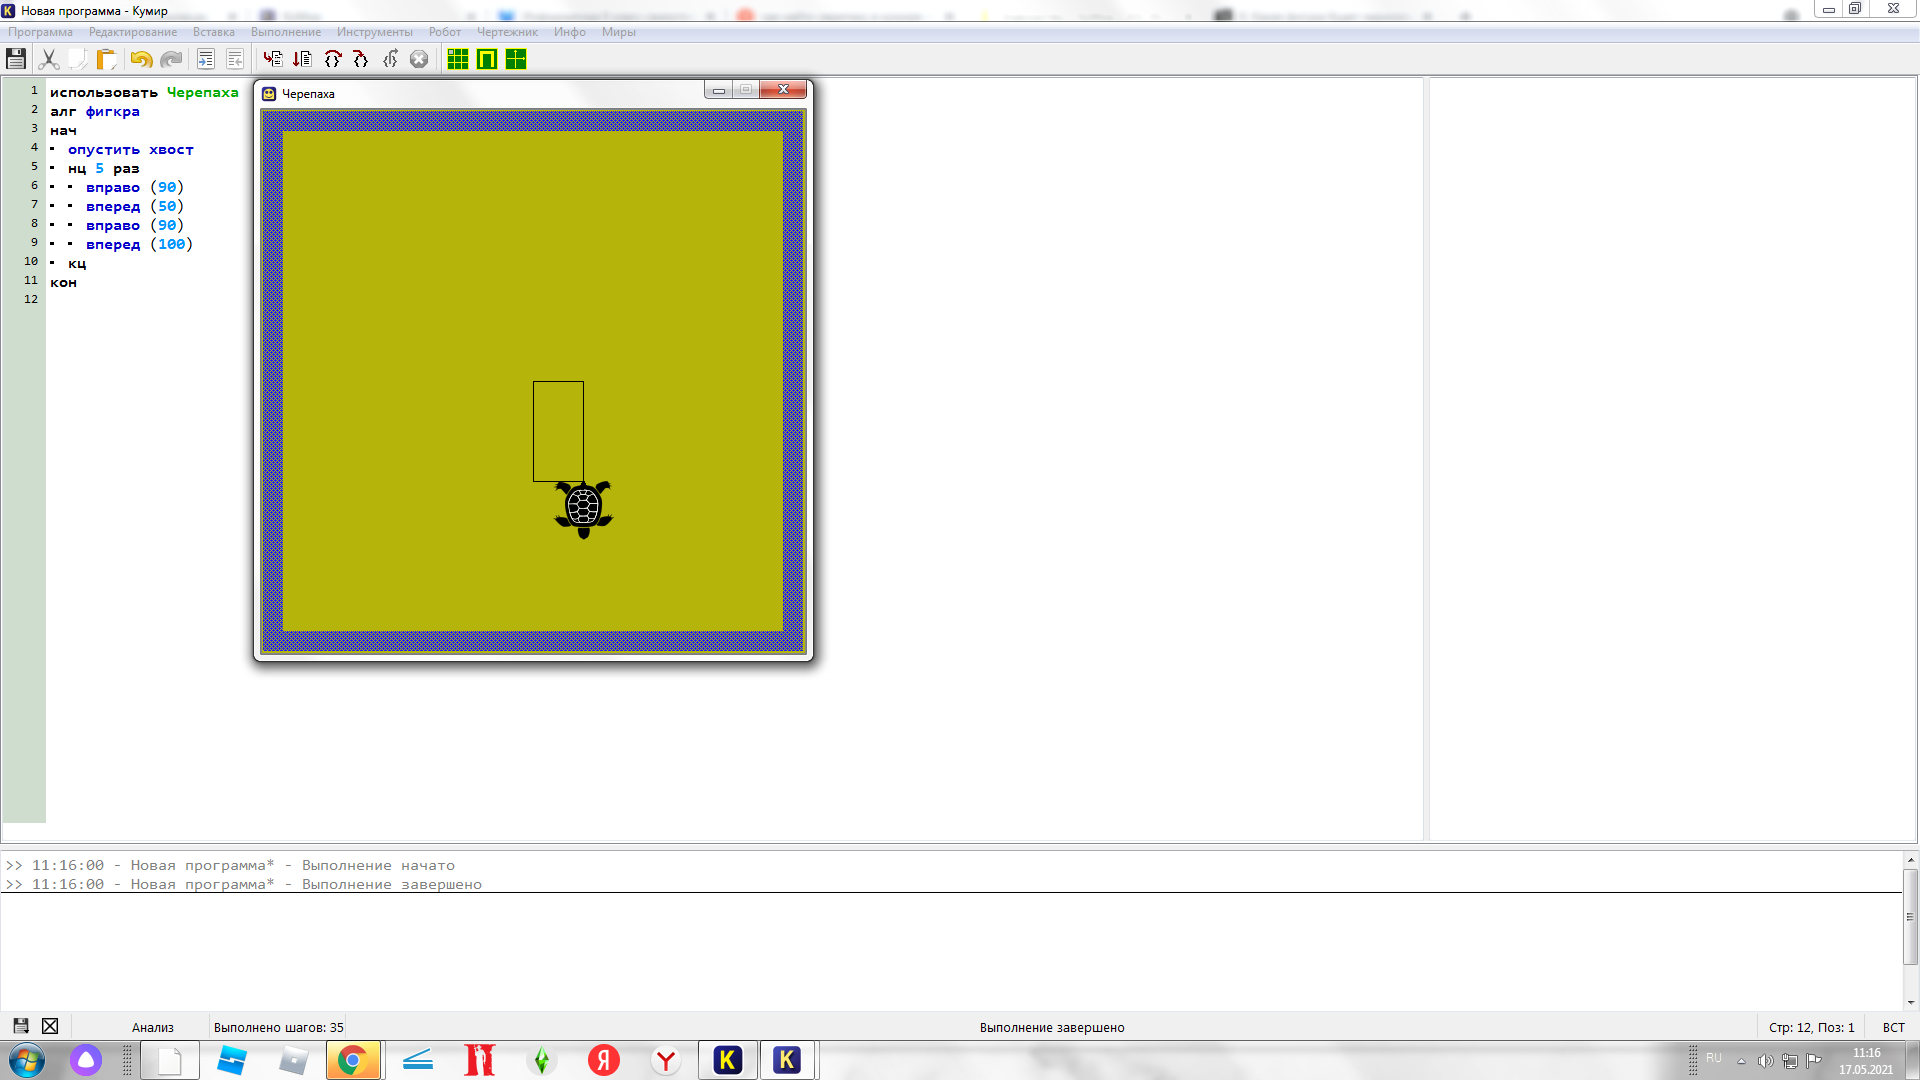 Новая программа - Кумир
Программа Редактирование Вставка Выполнение Инструменты Робот Чертежник Инфо Миры
1 использовать Черепаха
2 алг фигкра
3 нач
4 опустить хвост
5 нц 5 раз
6 вправо (90)
7 вперед (50)
8 вправо (90)
9 вперед (100)
10 кц
11 кон
12
Черепаха
>> 11:16:00 - Новая программа* - Выполнение начато
>> 11:16:00 - Новая программа* - Выполнение завершено
Анализ Выполнено шагов: 35 Выполнение завершено Стр: 12, Поз: 1 ВСТ
Я Y K K RU 11:16
17.05.2021